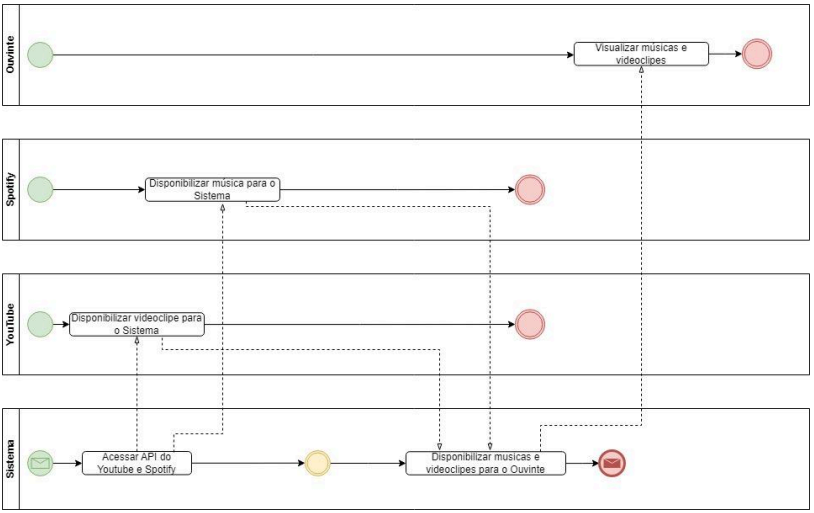 Ouvinte
Visualizar músicas e
videoclipes
Spotify
Disponibilizar música para o
Sistema
YouTube
Disponibilizar videoclipe para
o Sistema
Sistema
Acessar API do
Youtube e Spotify
Disponibilizar musicas e
videoclipes para o Ouvinte